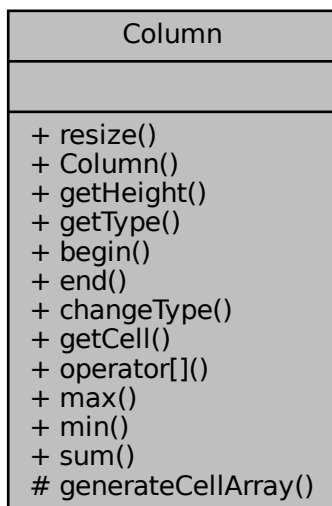 Column
+ resize()
+ Column()
+ getHeight()
+ getType()
+ begin()
+ end()
+ changeType()
+ getCell()
+ operator[]()
+ max()
+ min()
+ sum()
# generateCellArray()